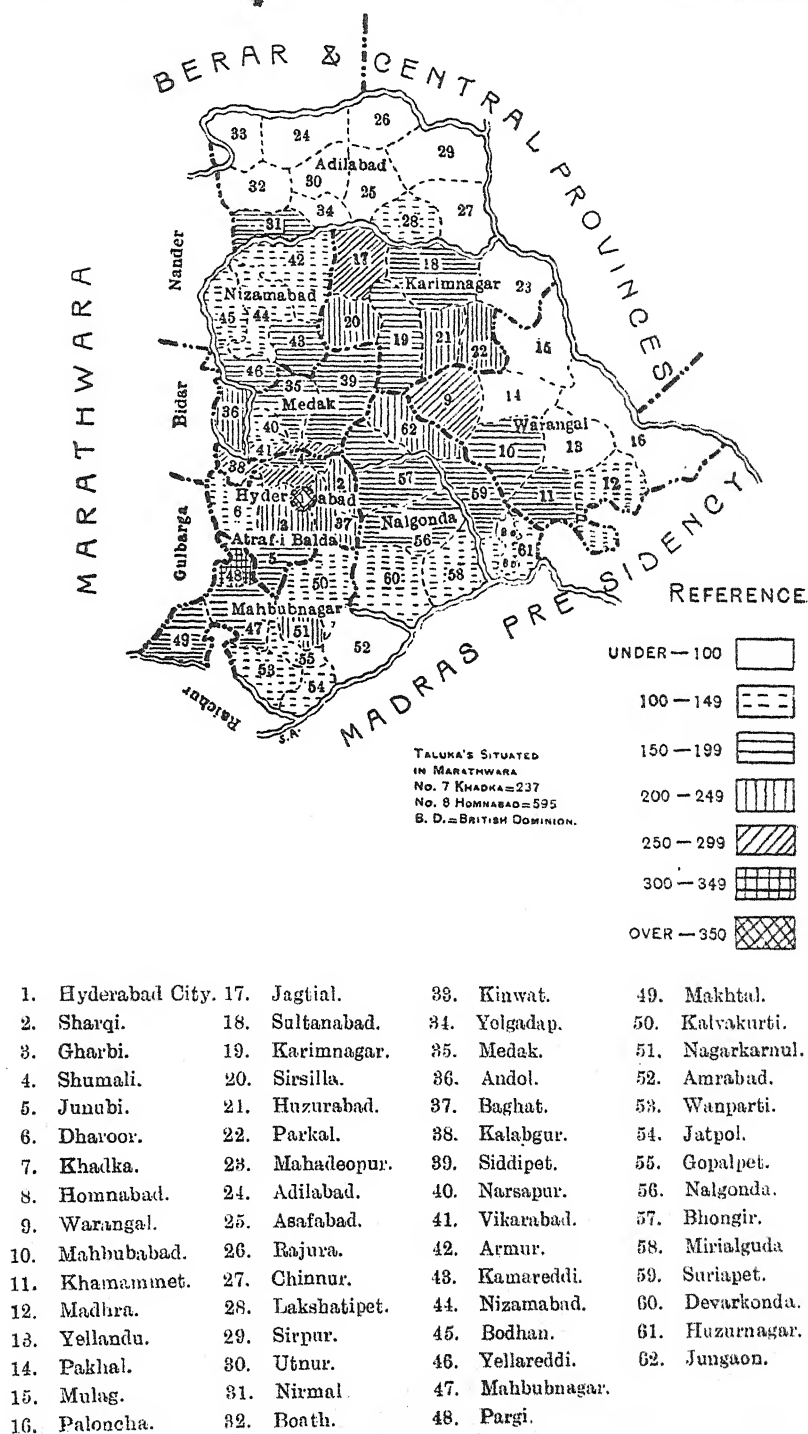 BERAR & CENTRAL PROVINCES
MARATHWARA
MADRAS PRESIDENCY
Nander
Bidar
Gulbarga
Raichur
33
24
26
29
Adilabad
32
30
25
27
34
28
31
42
17
18
Karimnagar
23
Nizamabad
45
44
43
20
19
21
22
15
46
35
39
Medak
36
40
9
14
62
Warangal
41
4
10
13
16
38
2
57
Hyderabad
6
59
11
12
3
37
Nalgonda
Atraf-i Balda
56
61
5
48
50
60
58
Mahbubnagar
49
47
51
52
53
55
54
S.A.
REFERENCE
UNDER — 100
100 — 149
150 — 199
200 — 249
250 — 299
300 — 349
OVER — 350
TALUKA'S SITUATED
IN MARATHWARA
No. 7 KHADKA=237
No. 8 HOMNABAD=595
B. D.=BRITISH DOMINION.
1. Hyderabad City.
2. Sharqi.
3. Gharbi.
4. Shumali.
5. Junubi.
6. Dharoor.
7. Khadka.
8. Homnabad.
9. Warangal.
10. Mahbubabad.
11. Khamammet.
12. Madhra.
13. Yellandu.
14. Pakhal.
15. Mulag.
16. Paloncha.
17. Jagtial.
18. Sultanabad.
19. Karimnagar.
20. Sirsilla.
21. Huzurabad.
22. Parkal.
23. Mahadeopur.
24. Adilabad.
25. Asafabad.
26. Rajura.
27. Chinnur.
28. Lakshatipet.
29. Sirpur.
30. Utnur.
31. Nirmal
32. Boath.
33. Kinwat.
34. Yolgadap.
35. Medak.
36. Andol.
37. Baghat.
38. Kalabgur.
39. Siddipet.
40. Narsapur.
41. Vikarabad.
42. Armur.
43. Kamareddi.
44. Nizamabad.
45. Bodhan.
46. Yellareddi.
47. Mahbubnagar.
48. Pargi.
49. Makhtal.
50. Kalvakurti.
51. Nagarkarnul.
52. Amrabad.
53. Wanparti.
54. Jatpol.
55. Gopalpet.
56. Nalgonda.
57. Bhongir.
58. Mirialguda
59. Suriapet.
60. Devarkonda.
61. Huzurnagar.
62. Jungaon.